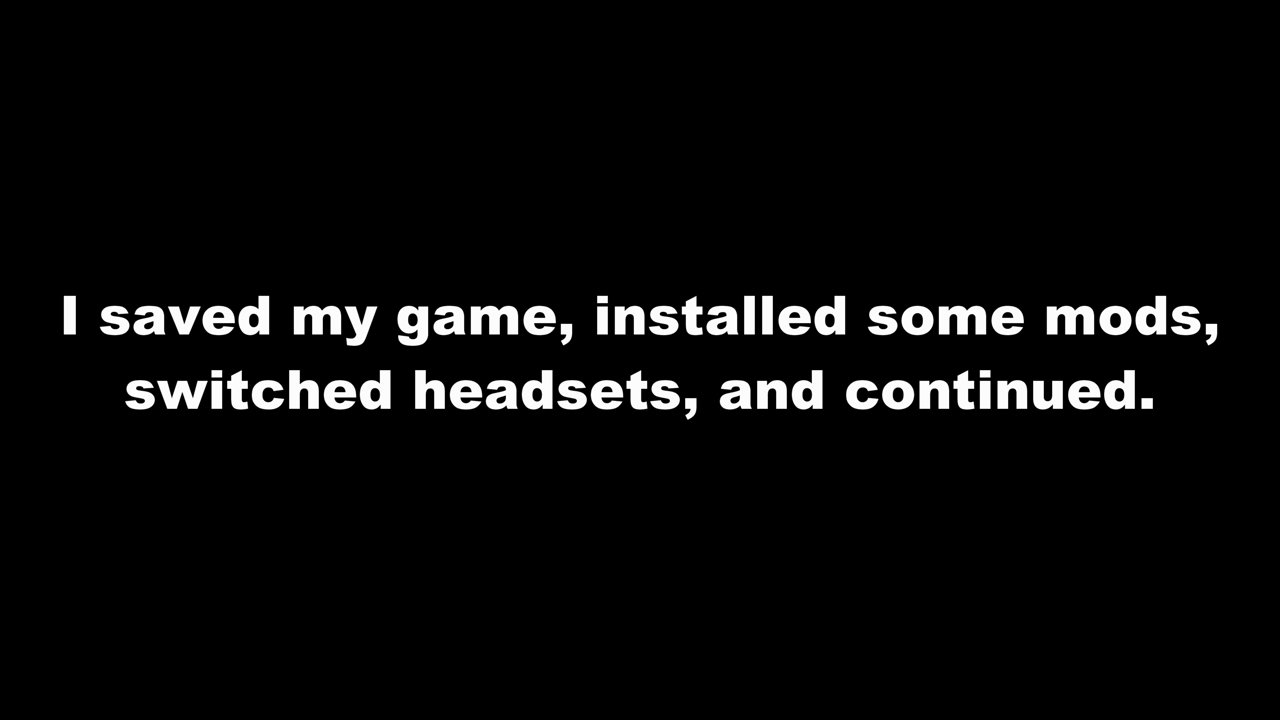 I saved my game, installed some mods,
switched headsets, and continued.